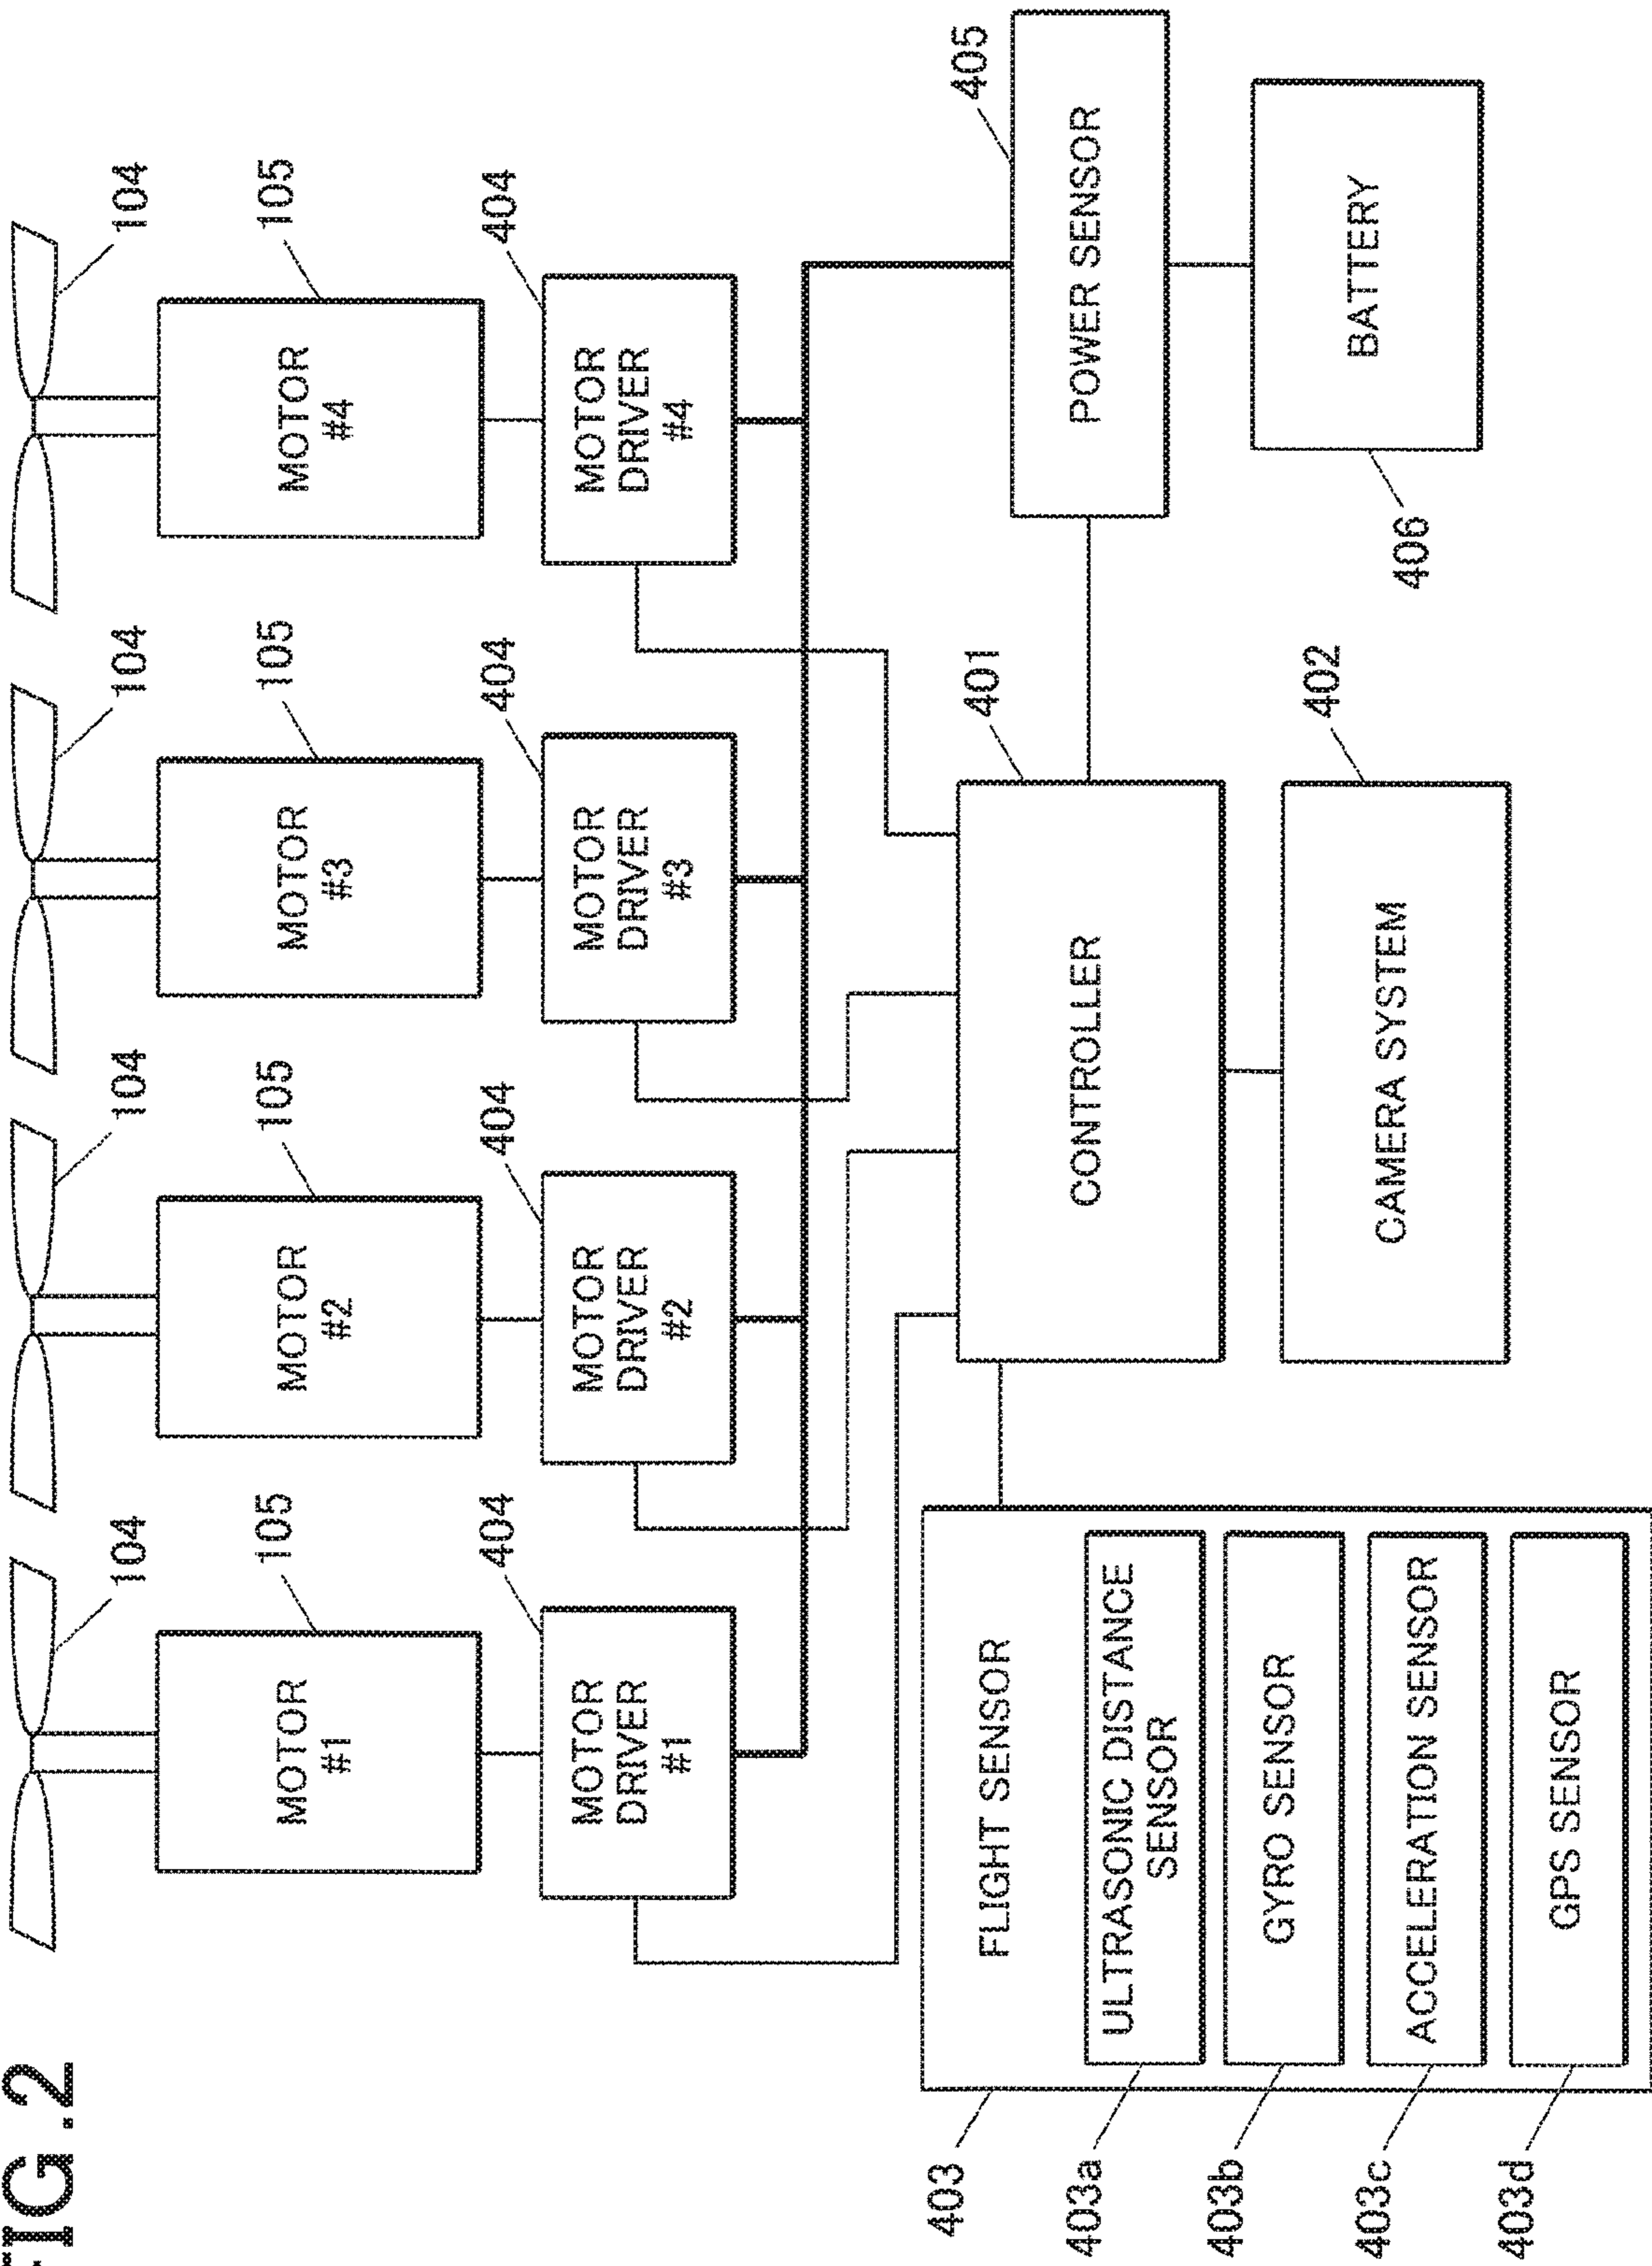 FIG.2
104
104
104
104
105
105
105
105
MOTOR
#1
MOTOR
#2
MOTOR
#3
MOTOR
#4
404
404
404
404
MOTOR
DRIVER
#1
MOTOR
DRIVER
#2
MOTOR
DRIVER
#3
MOTOR
DRIVER
#4
403
FLIGHT SENSOR
403a
ULTRASONIC DISTANCE
SENSOR
403b
GYRO SENSOR
403c
ACCELERATION SENSOR
403d
GPS SENSOR
401
CONTROLLER
402
CAMERA SYSTEM
405
POWER SENSOR
406
BATTERY